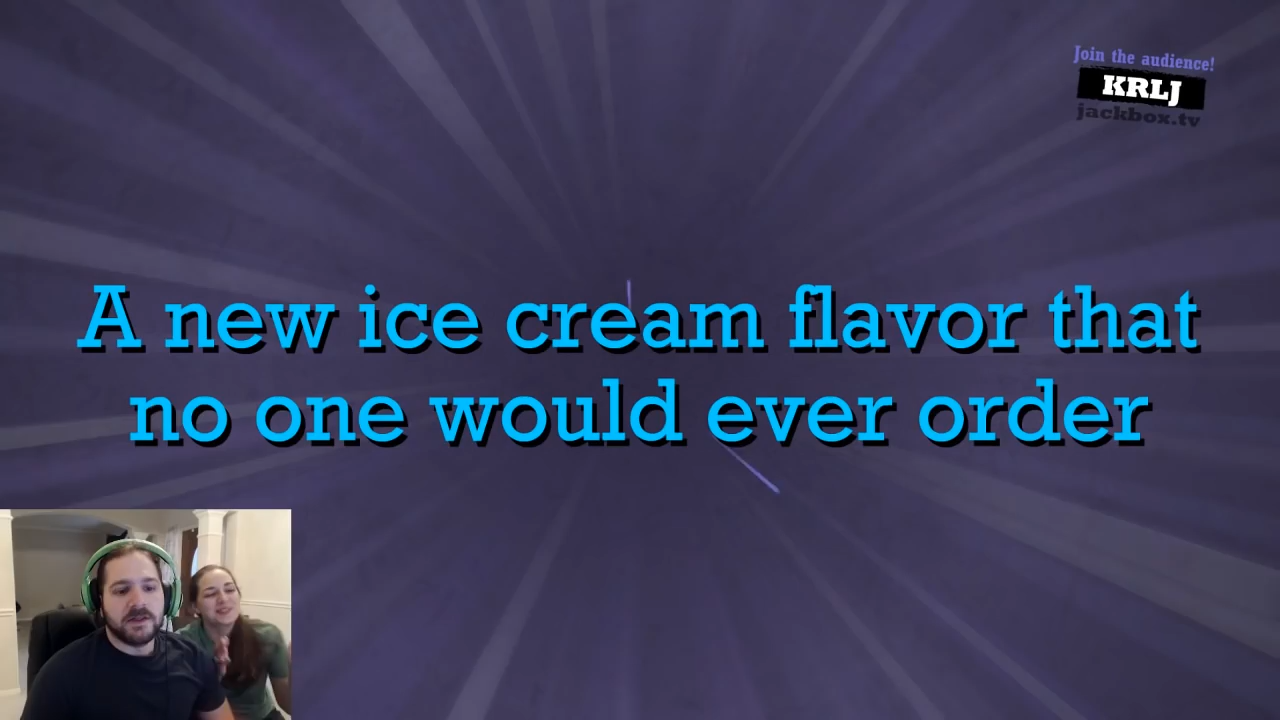 Join the audience!
KRLJ
jackbox.tv
A new ice cream flavor that
no one would ever order